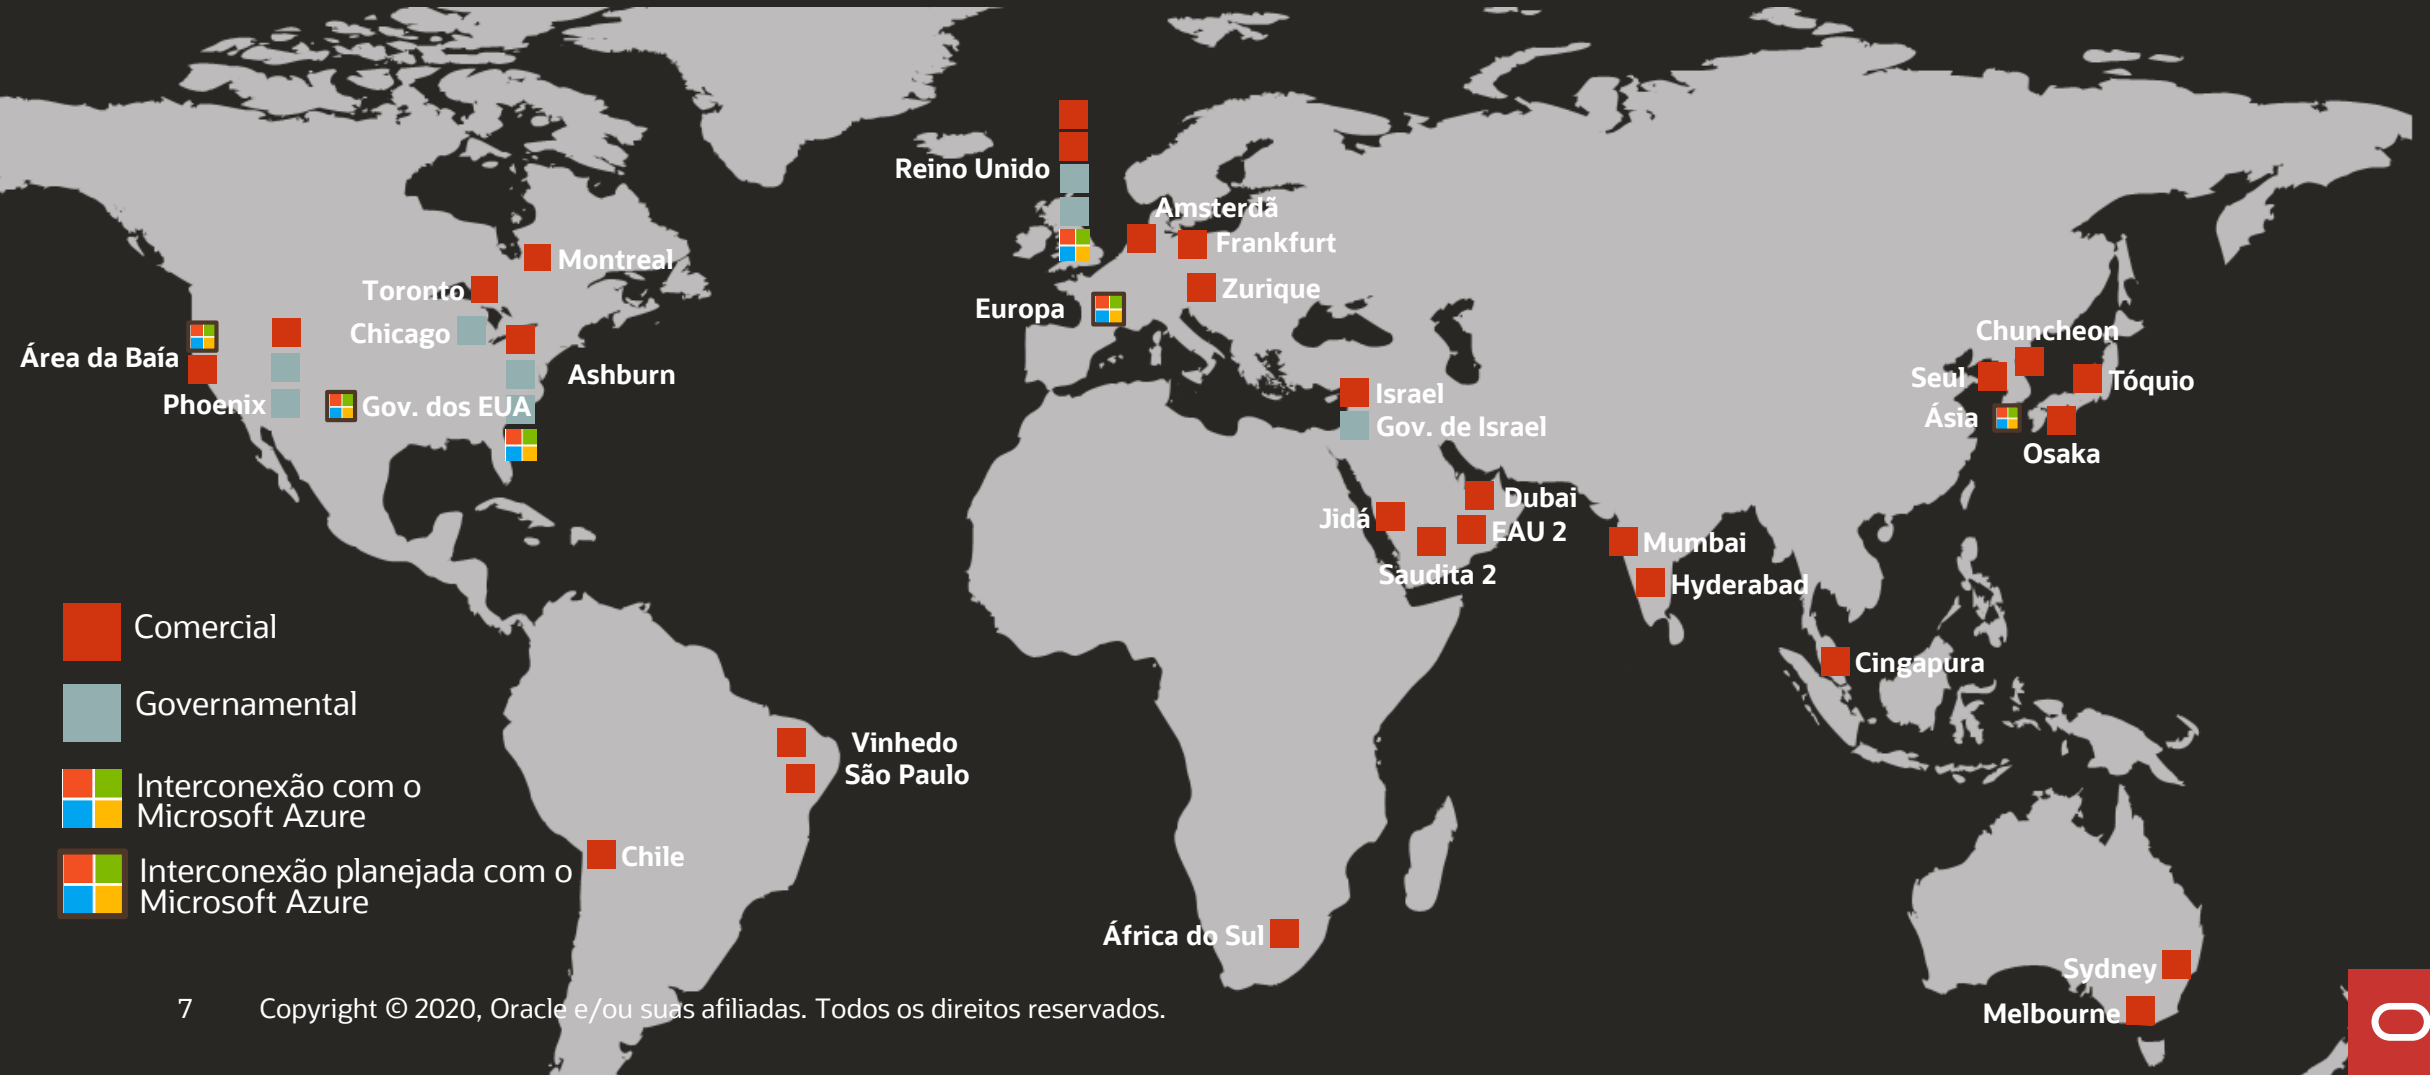 Reino Unido
Amsterdã
Frankfurt
Montreal
Toronto
Zurique
Europa
Chicago
Chuncheon
Área da Baía
Ashburn
Seul
Tóquio
Israel
Phoenix
Gov. dos EUA
Ásia
Gov. de Israel
Osaka
Dubai
Jidá
EAU 2
Mumbai
Saudita 2
Hyderabad
Comercial
Cingapura
Governamental
Vinhedo
São Paulo
Interconexão com o
Microsoft Azure
Chile
Interconexão planejada com o
Microsoft Azure
África do Sul
Sydney
Melbourne
7 Copyright © 2020, Oracle e/ou suas afiliadas. Todos os direitos reservados.